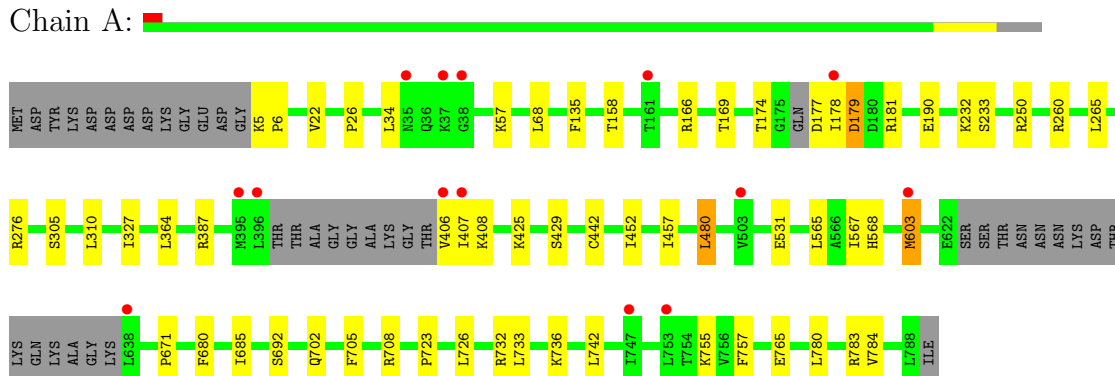 Chain A:
MET ASP TYR LYS ASP ASP ASP ASP LYS GLY GLU ASP GLY K5 P6 V22 P26 L34 N35 Q36 K37 G38 K57 L68 F135 T158 T161 R166 T169 T174 G175 GLN D177 I178 D179 D180 R181 E190 K232 S233 R250 R260 L265
R276 S305 L310 I327 L364 R387 M395 L396 THR THR ALA GLY GLY ALA LYS GLY THR V406 I407 K408 K425 S429 C442 I452 I457 L480 V503 E531 L565 A566 I567 H568 M603 E622 SER SER THR ASN ASN ASN LYS ASP THR
LYS GLN LYS LYS ALA GLY LYS L638 P671 F680 I685 S692 Q702 F705 R708 P723 L726 R732 L733 K736 L742 I747 L753 T754 K755 V756 F757 E765 L780 R783 V784 L788 ILE